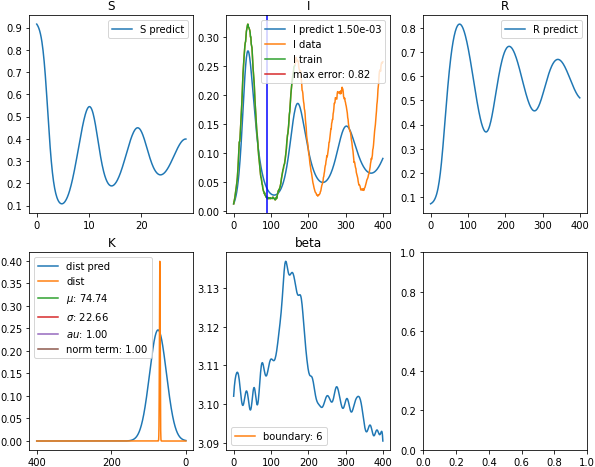 S
S predict
0.9
0.8
0.7
0.6
0.5
0.4
0.3
0.2
0.1
0 10 20
I
I predict 1.50e-03
I data
I train
max error: 0.82
0.30
0.25
0.20
0.15
0.10
0.05
0.00
0 100 200 300 400
R
R predict
0.8
0.7
0.6
0.5
0.4
0.3
0.2
0.1
0 100 200 300 400
K
dist pred
dist
μ: 74.74
σ: 22.66
au: 1.00
norm term: 1.00
0.40
0.35
0.30
0.25
0.20
0.15
0.10
0.05
0.00
400 200 0
beta
3.13
3.12
3.11
3.10
3.09
boundary: 6
0 100 200 300 400
1.0
0.8
0.6
0.4
0.2
0.0
0.0 0.2 0.4 0.6 0.8 1.0